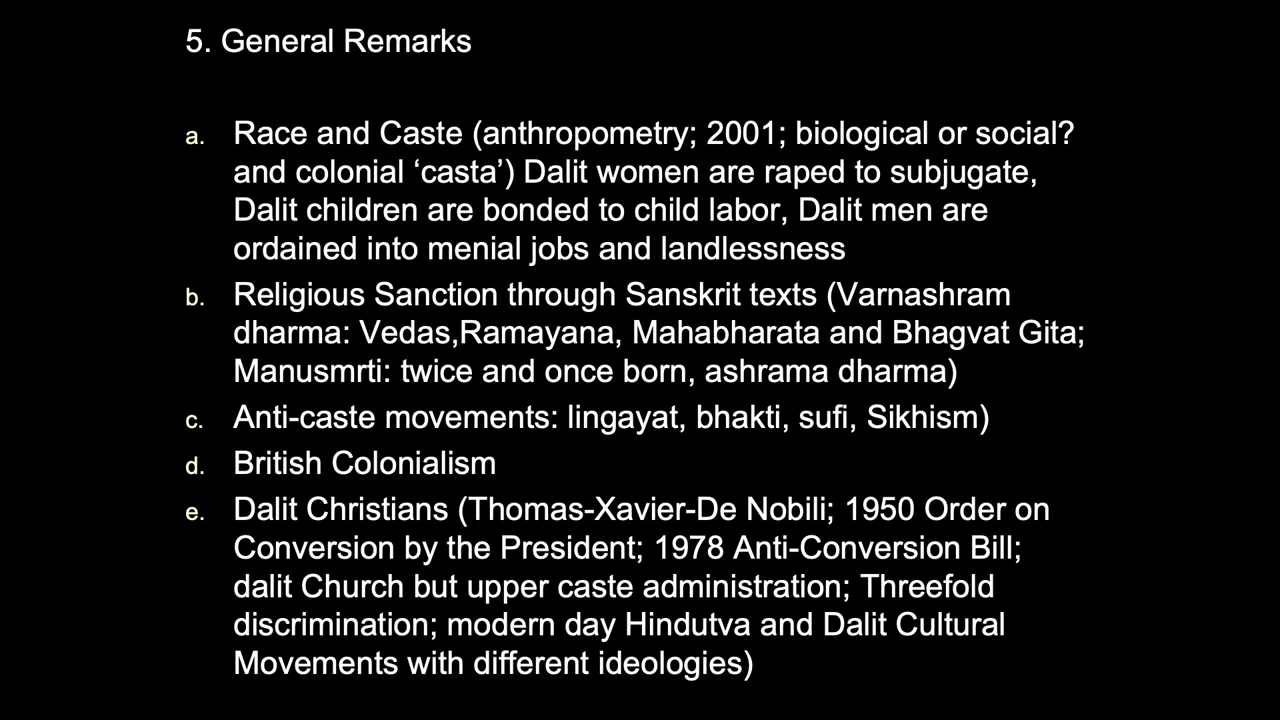 5. General Remarks
a. Race and Caste (anthropometry; 2001; biological or social?
and colonial ‘casta’) Dalit women are raped to subjugate,
Dalit children are bonded to child labor, Dalit men are
ordained into menial jobs and landlessness
b. Religious Sanction through Sanskrit texts (Varnashram
dharma: Vedas,Ramayana, Mahabharata and Bhagvat Gita;
Manusmrti: twice and once born, ashrama dharma)
c. Anti-caste movements: lingayat, bhakti, sufi, Sikhism)
d. British Colonialism
e. Dalit Christians (Thomas-Xavier-De Nobili; 1950 Order on
Conversion by the President; 1978 Anti-Conversion Bill;
dalit Church but upper caste administration; Threefold
discrimination; modern day Hindutva and Dalit Cultural
Movements with different ideologies)